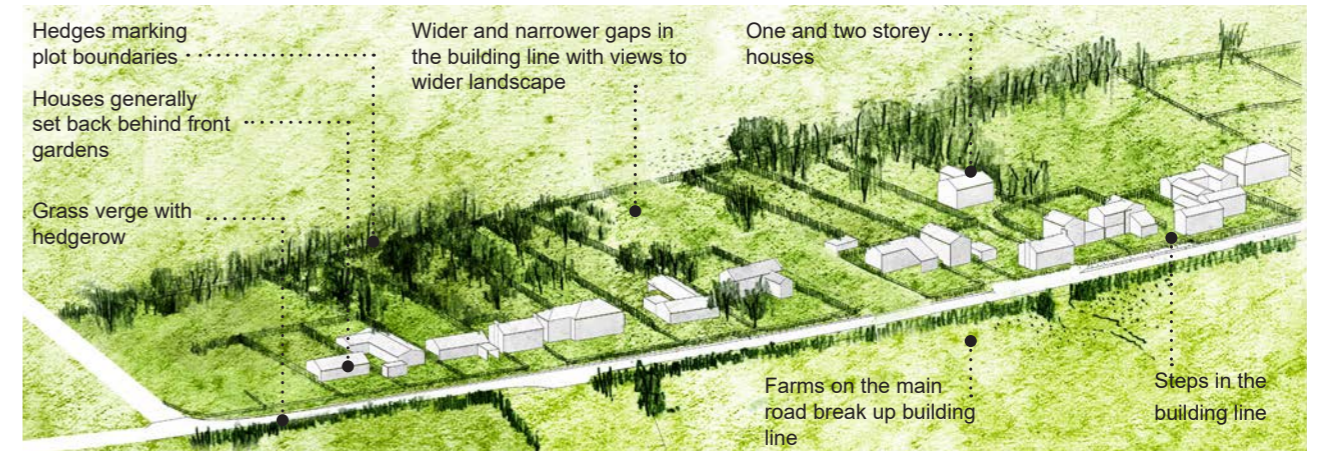 Hedges marking
plot boundaries
Houses generally
set back behind front
gardens
Grass verge with
hedgerow
Wider and narrower gaps in
the building line with views to
wider landscape
One and two storey
houses
Farms on the main
road break up building
line
Steps in the
building line